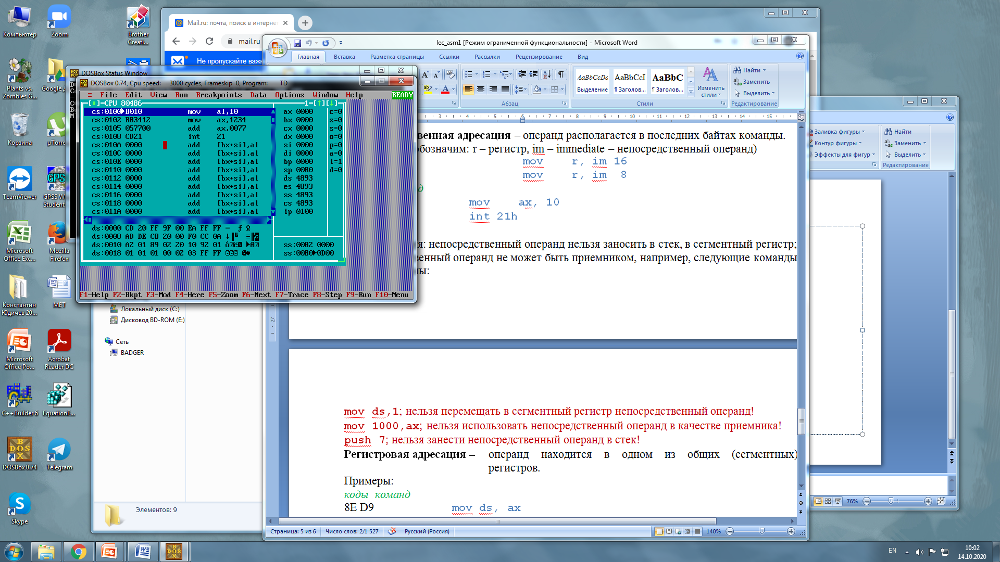 Компьютер
Zoom
Brother Creati...
Plants vs. Zombies G...
Корзина
TeamViewer
GPSS W Student
Microsoft Office Exc...
Mozilla Firefox
Константин Юдичев 20...
MET
Microsoft Office Po...
Acrobat Reader DC
C++Builder6
EquationE...
DOSBox 0.74
Telegram
Skype
Mail.ru: почта, поиск в интерне
mail.ru
Не пропускайте важн
DOSBox Status Window
DOSBox 0.74, Cpu speed: 3000 cycles, Frameskip 0, Program: TD
≡ File Edit View Run Breakpoints Data Options Window Help READY
CPU 80486 1
cs:0100 B010 mov al,10 ax 0000 c=0
cs:0102 B83412 mov ax,1234 bx 0000 z=0
cs:0105 057700 add ax,0077 cx 0000 s=0
cs:0108 CD21 int 21 dx 0000 o=0
cs:010A 0000 add [bx+si],al si 0000 p=0
cs:010C 0000 add [bx+si],al di 0000 a=0
cs:010E 0000 add [bx+si],al bp 0000 i=1
cs:0110 0000 add [bx+si],al sp 0080 d=0
cs:0112 0000 add [bx+si],al ds 4893
cs:0114 0000 add [bx+si],al es 4893
cs:0116 0000 add [bx+si],al ss 4893
cs:0118 0000 add [bx+si],al cs 4893
cs:011A 0000 add [bx+si],al ip 0100
ds:0000 CD 20 FF 9F 00 EA FF FF
ds:0008 AD DE C8 20 00 F0 CC 0A
ds:0010 A2 01 89 02 20 10 92 01 ss:0082 0000
ds:0018 01 01 01 00 02 03 FF FF ss:0080 0D00
F1-Help F2-Bkpt F3-Mod F4-Here F5-Zoom F6-Next F7-Trace F8-Step F9-Run F10-Menu
Локальный диск (C:)
Дисковод BD-ROM (E:)
Сеть
BADGER
Элементов: 9
lec_asm1 [Режим ограниченной функциональности] - Microsoft Word
Главная Вставка Разметка страницы Ссылки Рассылки Рецензирование Вид
AaBbCcDc AaBbCcI AaBbC
Выделение ¶ Заголов... ¶ Заголов...
Изменить стили
Найти
Заменить
Выделить
Абзац Стили Редактирование
венная адресация – операнд располагается в последних байтах команды.
обозначим: r – регистр, im – immediate – непосредственный операнд)
mov r, im 16
mov r, im 8
д
mov ax, 10
int 21h
я: непосредственный операнд нельзя заносить в стек, в сегментный регистр;
венный операнд не может быть приемником, например, следующие команды
ы:
mov ds,1; нельзя перемещать в сегментный регистр непосредственный операнд!
mov 1000,ax; нельзя использовать непосредственный операнд в качестве приемника!
push 7; нельзя занести непосредственный операнд в стек!
Регистровая адресация – операнд находится в одном из общих (сегментных)
регистров.
Примеры:
коды команд
8E D9 mov ds, ax
Страница: 5 из 6 Число слов: 2/1 527 Русский (Россия) 140%
Заливка фигуры
Контур фигуры
Эффекты для фигур
Найти
Заменить
Выделить
Редактирование
76%
EN
10:02
14.10.2020